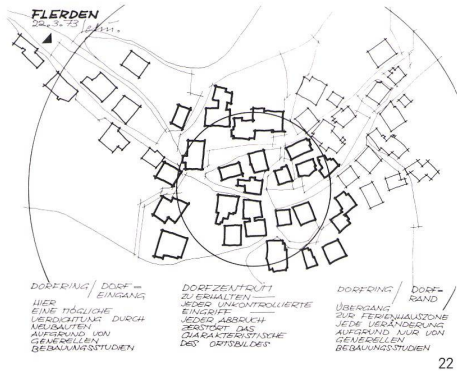 FLERDEN
22.3.73
DORFRING / DORF-
EINGANG
HIER
EINE MÖGLICHE
VERDICHTUNG DURCH
NEUBAUTEN
AUFGRUND VON
GENERELLEN
BEBAUUNGSSTUDIEN
DORFZENTRUM
ZU ERHALTEN
JEDER UNKONTROLLIERTE
EINGRIFF
JEDER ABBRUCH
ZERSTÖRT DAS
CHARAKTERISTISCHE
DES ORTSBILDES
DORFRING / DORF-
RAND
ÜBERGANG
ZUR FERIENHAUSZONE
JEDE VERÄNDERUNG
AUFGRUND NUR VON
GENERELLEN
BEBAUUNGSSTUDIEN
22